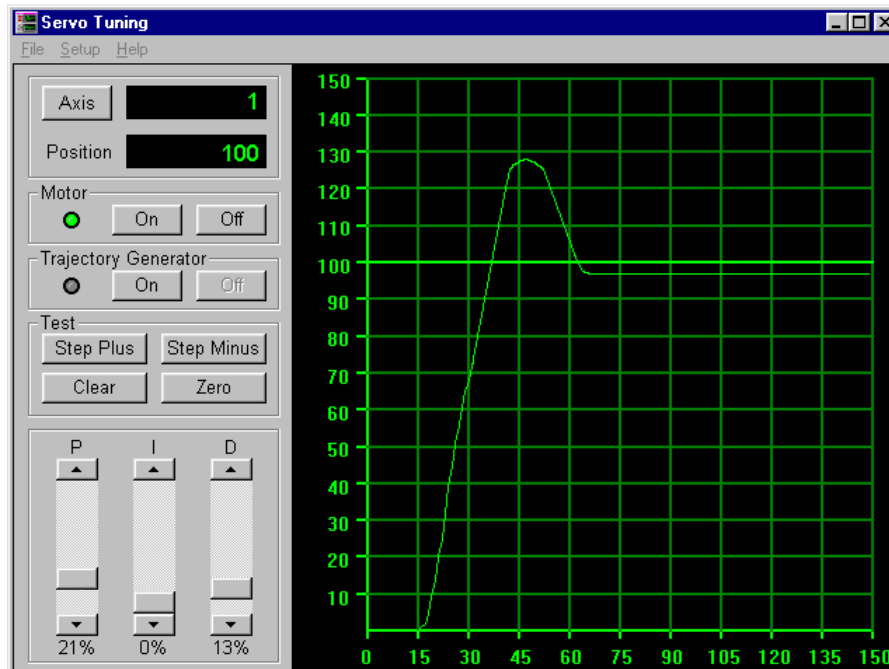 Servo Tuning
File Setup Help
Axis 1
Position 100
Motor
On Off
Trajectory Generator
On Off
Test
Step Plus Step Minus
Clear Zero
P I D
21% 0% 13%
150
140
130
120
110
100
90
80
70
60
50
40
30
20
10
0 15 30 45 60 75 90 105 120 135 150